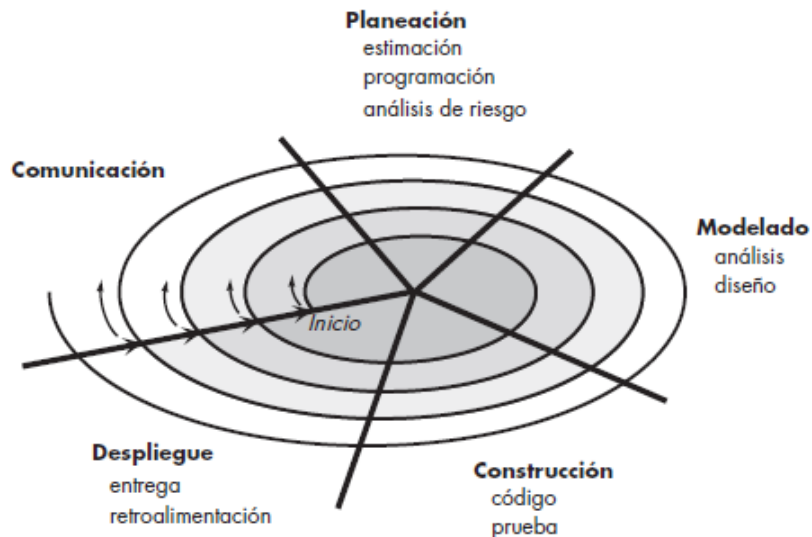 Planeación
estimación
programación
análisis de riesgo
Comunicación
Modelado
análisis
diseño
Inicio
Despliegue
entrega
retroalimentación
Construcción
código
prueba